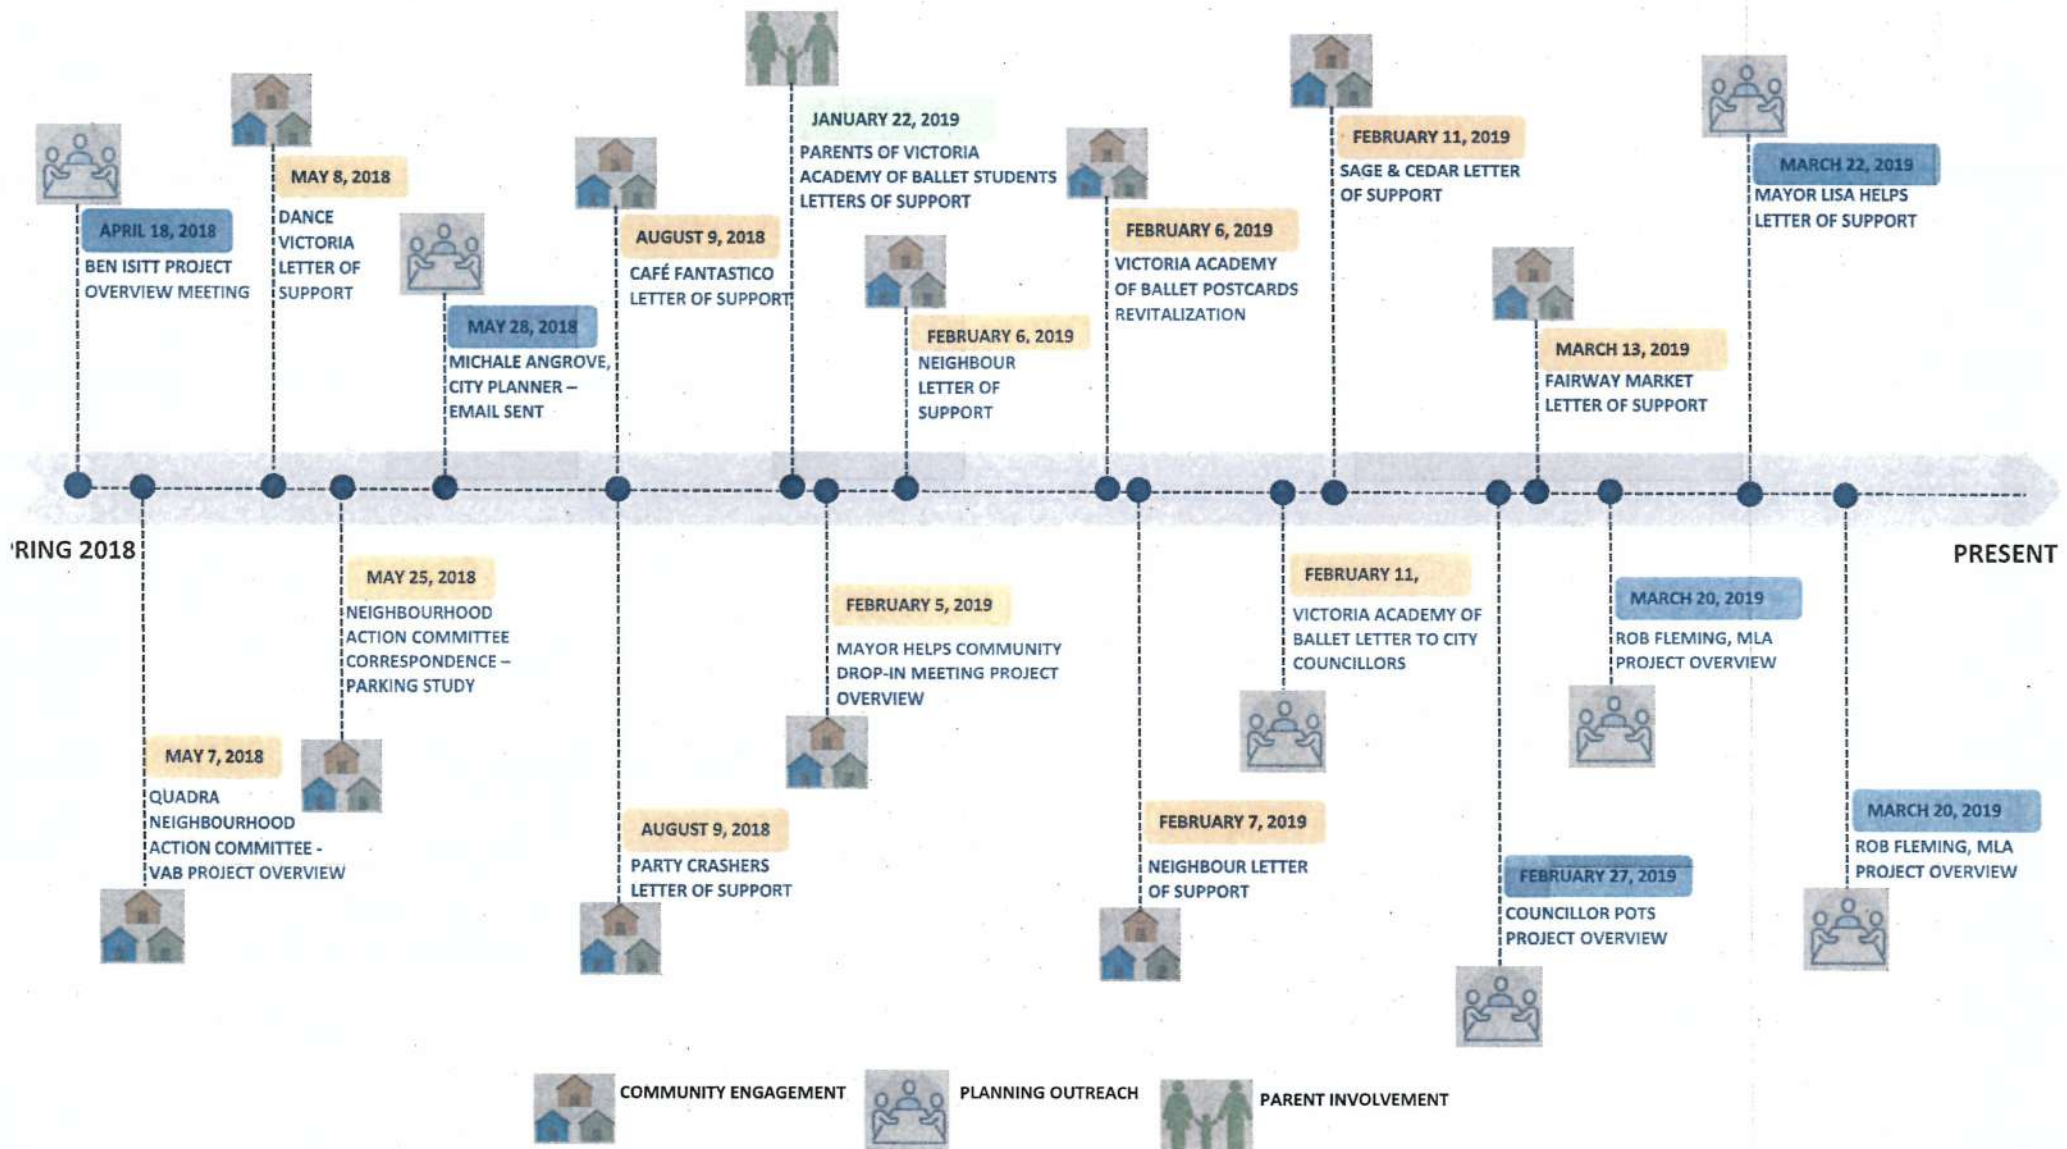 APRIL 18, 2018
BEN ISITT PROJECT
OVERVIEW MEETING
MAY 8, 2018
DANCE
VICTORIA
LETTER OF
SUPPORT
MAY 28, 2018
MICHALE ANGROVE,
CITY PLANNER –
EMAIL SENT
AUGUST 9, 2018
CAFÉ FANTASTICO
LETTER OF SUPPORT
JANUARY 22, 2019
PARENTS OF VICTORIA
ACADEMY OF BALLET STUDENTS
LETTERS OF SUPPORT
FEBRUARY 6, 2019
NEIGHBOUR
LETTER OF
SUPPORT
FEBRUARY 6, 2019
VICTORIA ACADEMY
OF BALLET POSTCARDS
REVITALIZATION
FEBRUARY 11, 2019
SAGE & CEDAR LETTER
OF SUPPORT
MARCH 13, 2019
FAIRWAY MARKET
LETTER OF SUPPORT
MARCH 22, 2019
MAYOR LISA HELPS
LETTER OF SUPPORT
RING 2018
PRESENT
MAY 7, 2018
QUADRA
NEIGHBOURHOOD
ACTION COMMITTEE -
VAB PROJECT OVERVIEW
MAY 25, 2018
NEIGHBOURHOOD
ACTION COMMITTEE
CORRESPONDENCE –
PARKING STUDY
AUGUST 9, 2018
PARTY CRASHERS
LETTER OF SUPPORT
FEBRUARY 5, 2019
MAYOR HELPS COMMUNITY
DROP-IN MEETING PROJECT
OVERVIEW
FEBRUARY 7, 2019
NEIGHBOUR LETTER
OF SUPPORT
FEBRUARY 11,
VICTORIA ACADEMY OF
BALLET LETTER TO CITY
COUNCILLORS
FEBRUARY 27, 2019
COUNCILLOR POTS
PROJECT OVERVIEW
MARCH 20, 2019
ROB FLEMING, MLA
PROJECT OVERVIEW
MARCH 20, 2019
ROB FLEMING, MLA
PROJECT OVERVIEW
COMMUNITY ENGAGEMENT
PLANNING OUTREACH
PARENT INVOLVEMENT